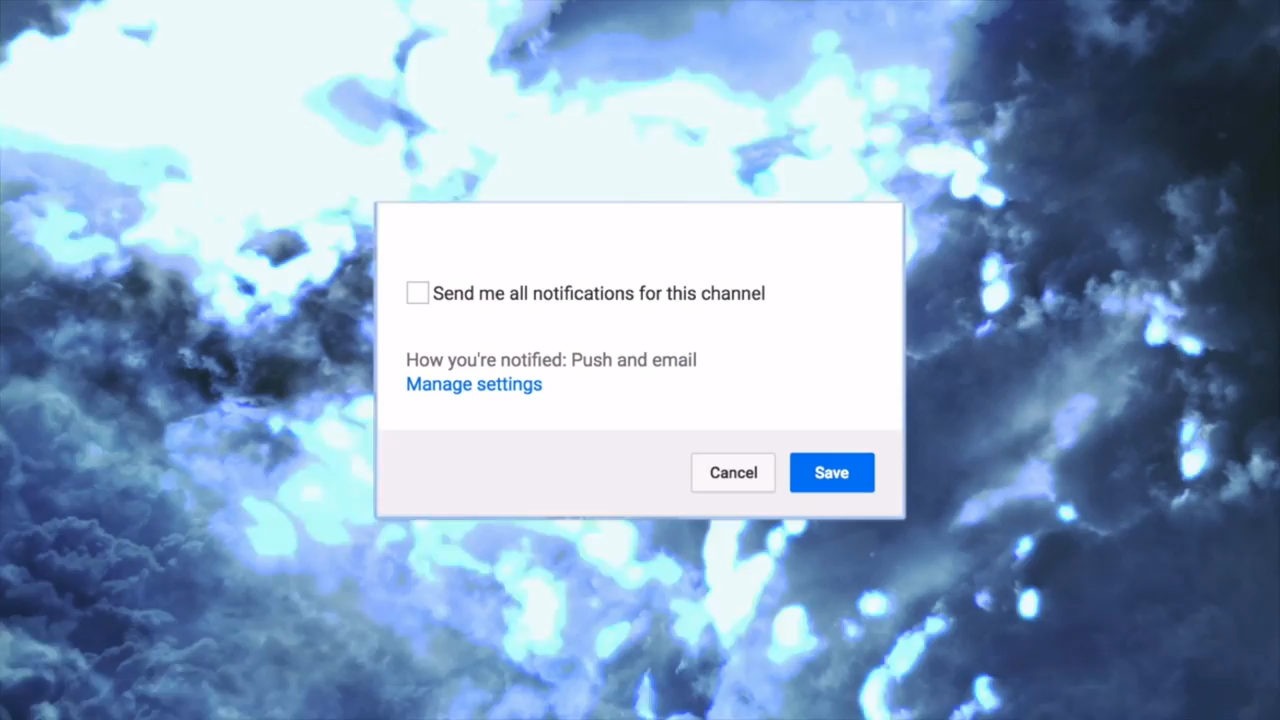 Send me all notifications for this channel
How you're notified: Push and email
Manage settings
Cancel Save